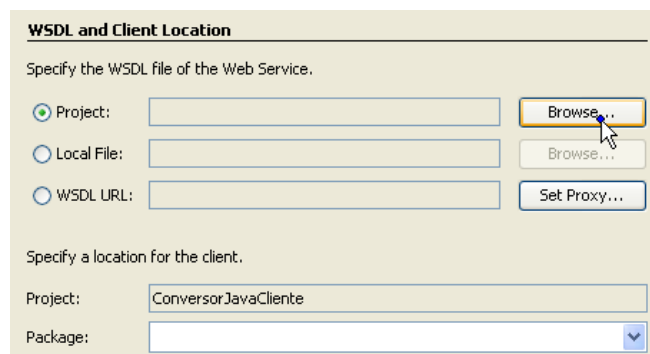 WSDL and Client Location
Specify the WSDL file of the Web Service.
Project: Browse...
Local File: Browse...
WSDL URL: Set Proxy...
Specify a location for the client.
Project: ConversorJavaCliente
Package: